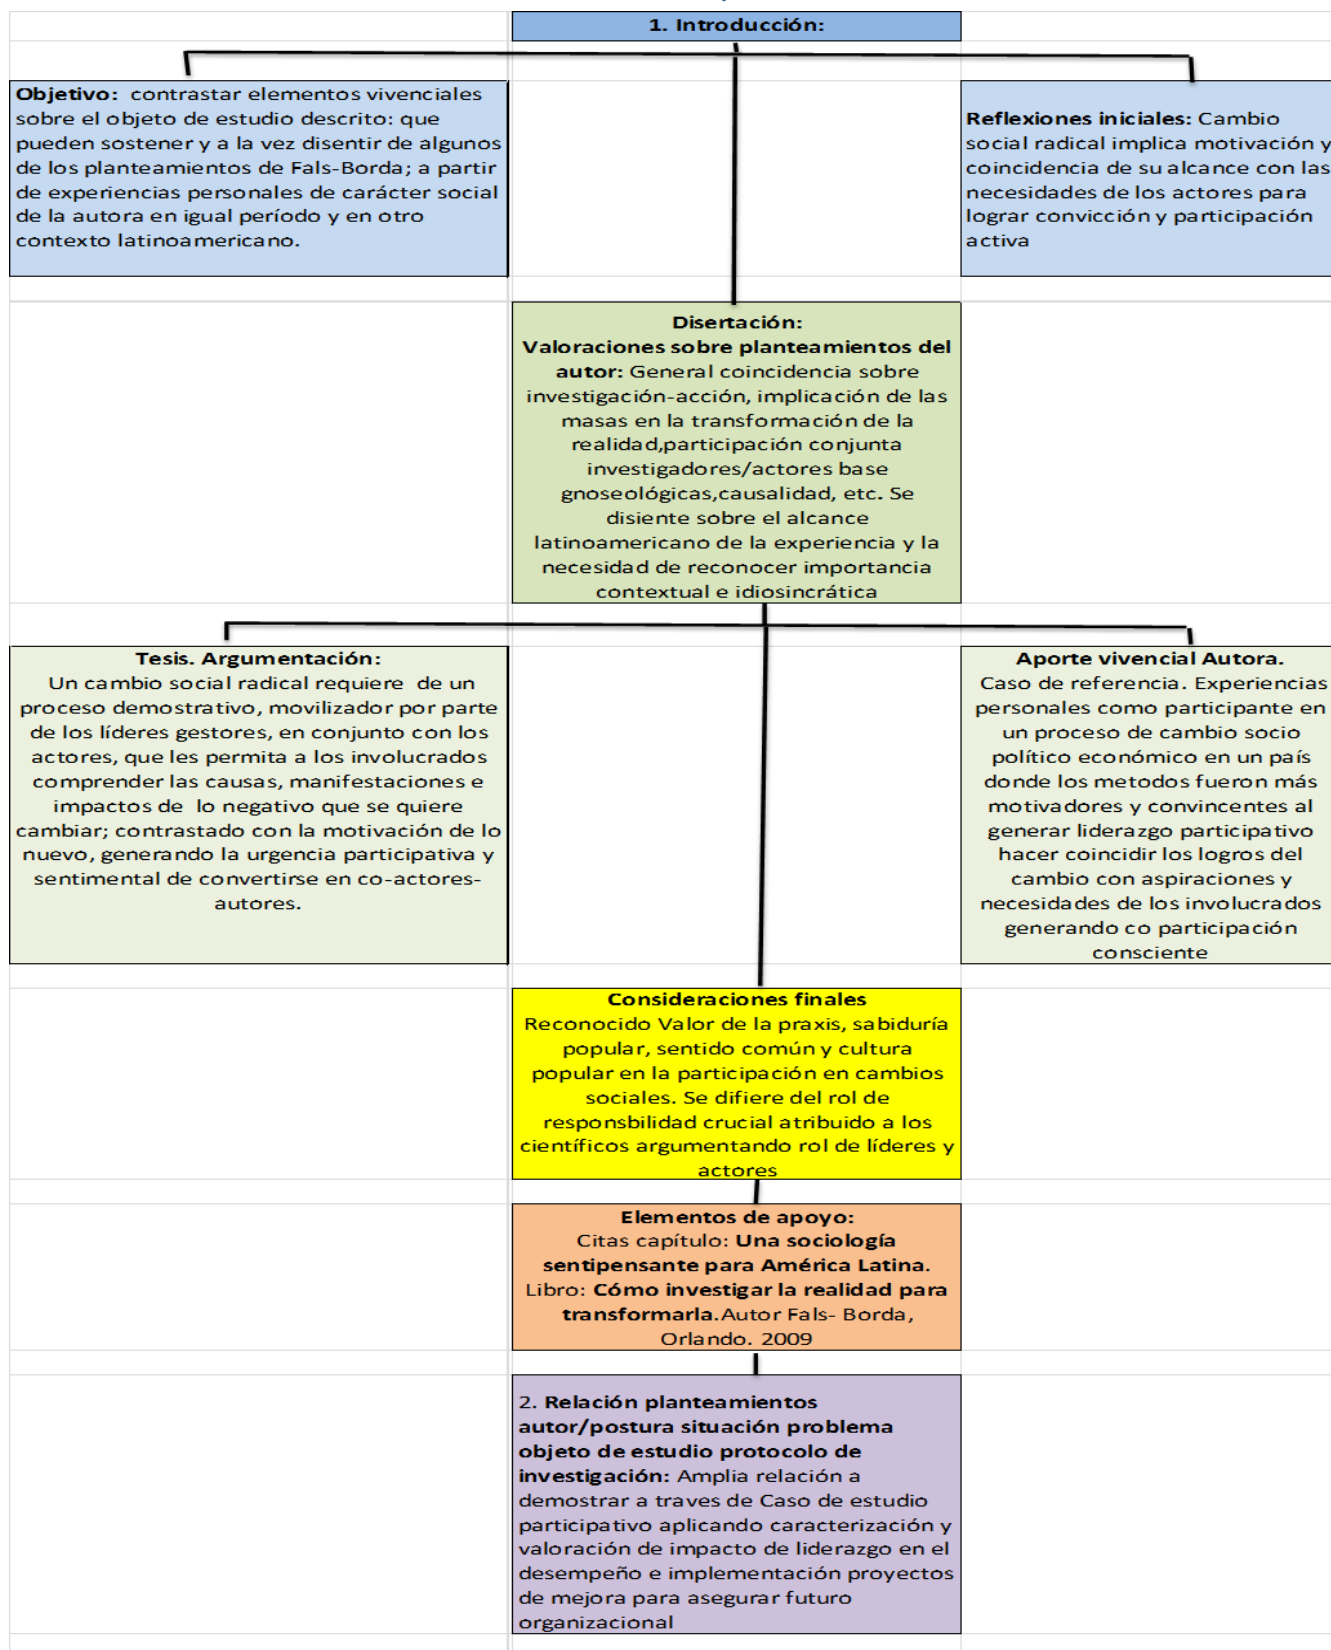 1. Introducción:
Objetivo: contrastar elementos vivenciales
sobre el objeto de estudio descrito: que
pueden sostener y a la vez disentir de algunos
de los planteamientos de Fals-Borda; a partir
de experiencias personales de carácter social
de la autora en igual período y en otro
contexto latinoamericano.
Reflexiones iniciales: Cambio
social radical implica motivación y
coincidencia de su alcance con las
necesidades de los actores para
lograr convicción y participación
activa
Disertación:
Valoraciones sobre planteamientos del
autor: General coincidencia sobre
investigación-acción, implicación de las
masas en la transformación de la
realidad,participación conjunta
investigadores/actores base
gnoseológicas,causalidad, etc. Se
disiente sobre el alcance
latinoamericano de la experiencia y la
necesidad de reconocer importancia
contextual e idiosincrática
Tesis. Argumentación:
Un cambio social radical requiere de un
proceso demostrativo, movilizador por parte
de los líderes gestores, en conjunto con los
actores, que les permita a los involucrados
comprender las causas, manifestaciones e
impactos de lo negativo que se quiere
cambiar; contrastado con la motivación de lo
nuevo, generando la urgencia participativa y
sentimental de convertirse en co-actores-
autores.
Aporte vivencial Autora.
Caso de referencia. Experiencias
personales como participante en
un proceso de cambio socio
político económico en un país
donde los metodos fueron más
motivadores y convincentes al
generar liderazgo participativo
hacer coincidir los logros del
cambio con aspiraciones y
necesidades de los involucrados
generando co participación
consciente
Consideraciones finales
Reconocido Valor de la praxis, sabiduría
popular, sentido común y cultura
popular en la participación en cambios
sociales. Se difiere del rol de
responsbilidad crucial atribuido a los
científicos argumentando rol de líderes y
actores
Elementos de apoyo:
Citas capítulo: Una sociología
sentipensante para América Latina.
Libro: Cómo investigar la realidad para
transformarla.Autor Fals- Borda,
Orlando. 2009
2. Relación planteamientos
autor/postura situación problema
objeto de estudio protocolo de
investigación: Amplia relación a
demostrar a traves de Caso de estudio
participativo aplicando caracterización y
valoración de impacto de liderazgo en el
desempeño e implementación proyectos
de mejora para asegurar futuro
organizacional